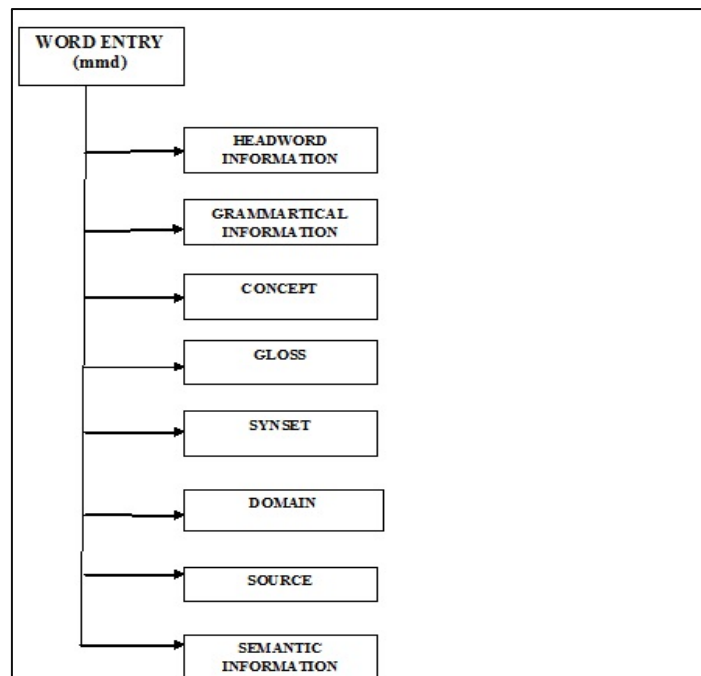 WORD ENTRY
(mmd)
HEADWORD
INFORMATION
GRAMMARTICAL
INFORMATION
CONCEPT
GLOSS
SYNSET
DOMAIN
SOURCE
SEMANTIC
INFORMATION